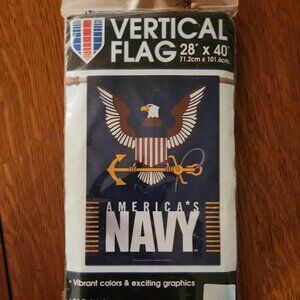 VERTICAL
FLAG 28" x 40"
71.2cm x 101.6cm
AMERICA*S
NAVY
• Vibrant colors & exciting graphics